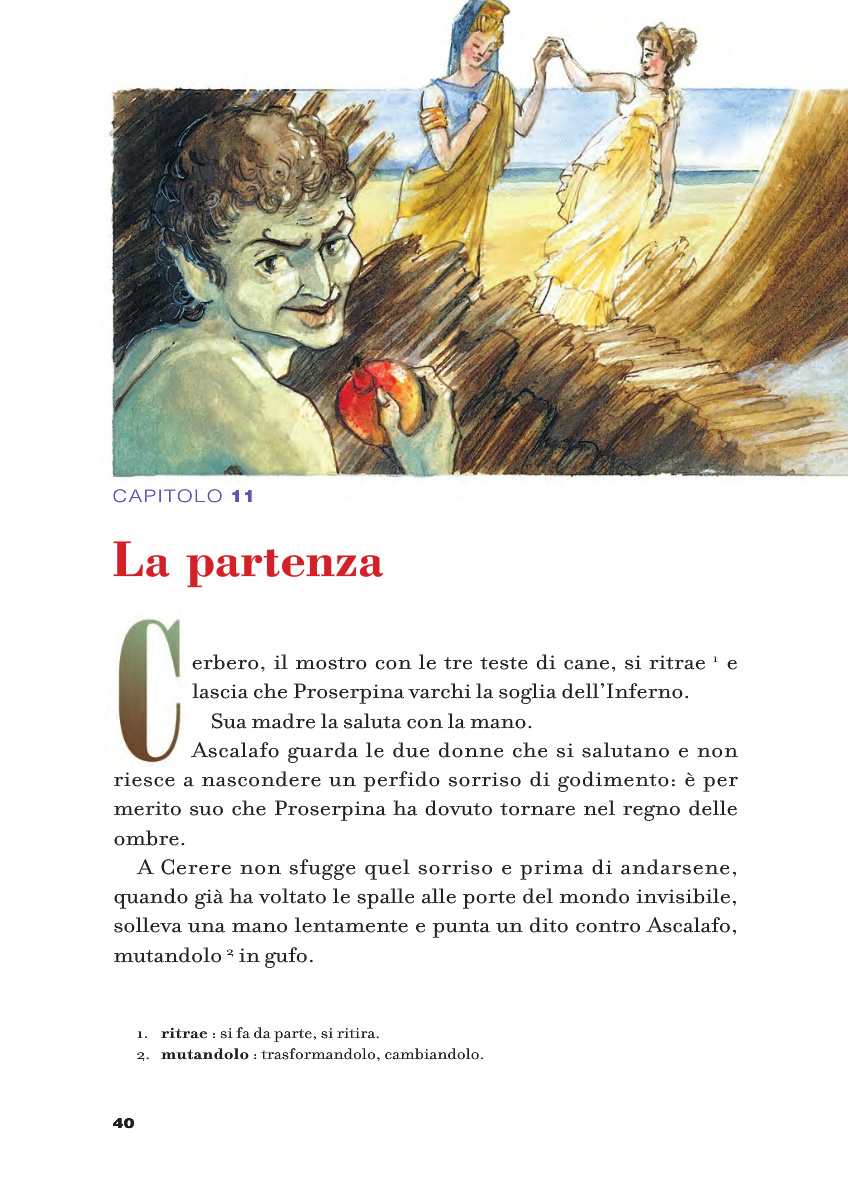 CAPITOLO 11
La partenza
Cerbero, il mostro con le tre teste di cane, si ritrae 1 e
lascia che Proserpina varchi la soglia dell'Inferno.
Sua madre la saluta con la mano.
Ascalafo guarda le due donne che si salutano e non
riesce a nascondere un perfido sorriso di godimento: è per
merito suo che Proserpina ha dovuto tornare nel regno delle
ombre.
A Cerere non sfugge quel sorriso e prima di andarsene,
quando già ha voltato le spalle alle porte del mondo invisibile,
solleva una mano lentamente e punta un dito contro Ascalafo,
mutandolo 2 in gufo.
1. ritrae : si fa da parte, si ritira.
2. mutandolo : trasformandolo, cambiandolo.
40